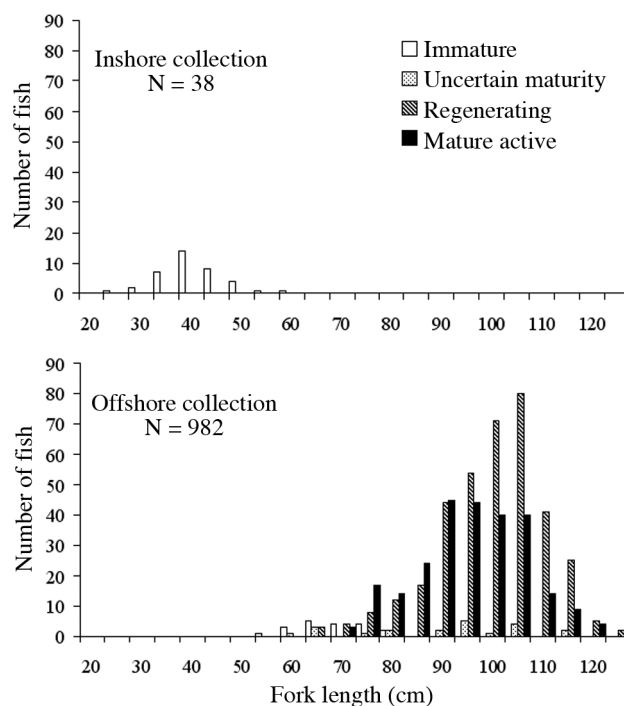 90
80
70
60
50
40
30
20
10
0
Number of fish
Inshore collection
N = 38
Immature
Uncertain maturity
Regenerating
Mature active
20 30 40 50 60 70 80 90 100 110 120
90
80
70
60
50
40
30
20
10
0
Number of fish
Offshore collection
N = 982
20 30 40 50 60 70 80 90 100 110 120
Fork length (cm)